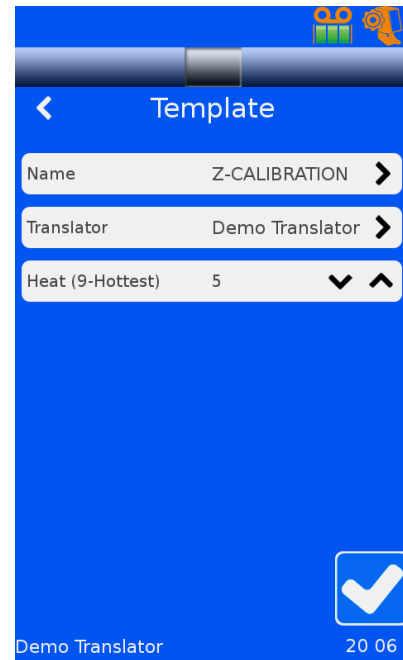 Template
Name Z-CALIBRATION
Translator Demo Translator
Heat (9-Hottest) 5
Demo Translator 20 06